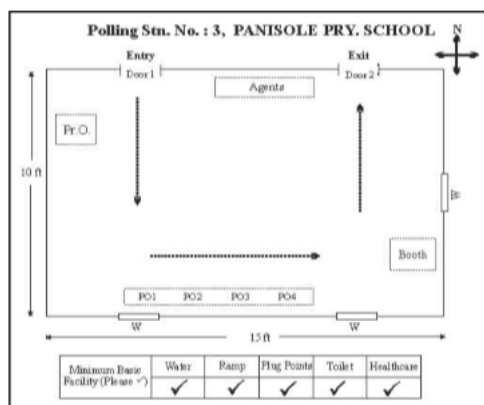 Polling Stn. No. : 3, PANISOLE PRY. SCHOOL
N
Entry Exit
Door 1 Door 2
Agents
Pr.O.
10 ft
W
Booth
PO1 PO2 PO3 PO4
W W
15 ft
Minimum Basic Facility (Please ✓) Water Ramp Plug Points Toilet Healthcare
✓ ✓ ✓ ✓ ✓